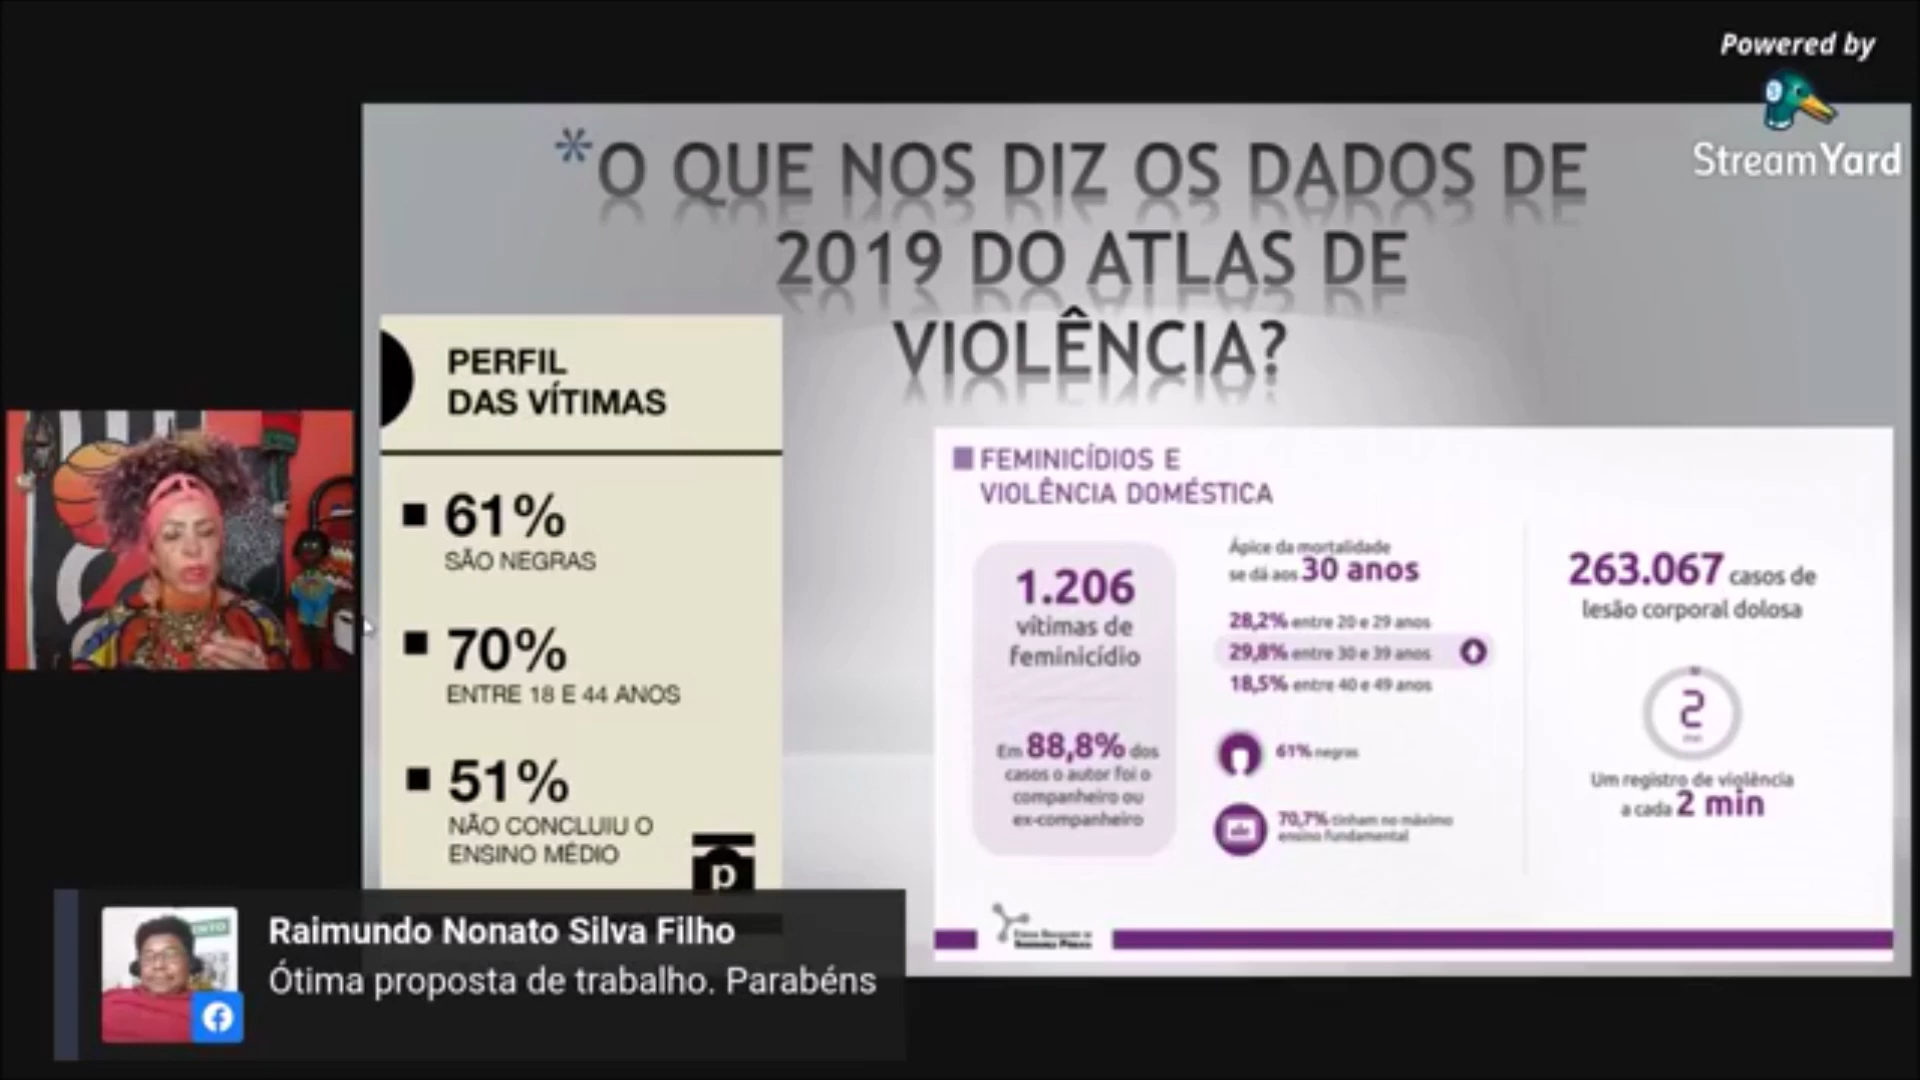 Powered by
StreamYard
*O QUE NOS DIZ OS DADOS DE
2019 DO ATLAS DE
VIOLÊNCIA?
PERFIL
DAS VÍTIMAS
61%
SÃO NEGRAS
70%
ENTRE 18 E 44 ANOS
51%
NÃO CONCLUIU O
ENSINO MÉDIO
p
FEMINICÍDIOS E
VIOLÊNCIA DOMÉSTICA
1.206
vítimas de
feminicídio
Em 88,8% dos
casos o autor foi o
companheiro ou
ex-companheiro
Ápice da mortalidade
se dá aos 30 anos
28,2% entre 20 e 29 anos
29,8% entre 30 e 39 anos
18,5% entre 40 e 49 anos
61% negras
70,7% tinham no máximo
ensino fundamental
263.067 casos de
lesão corporal dolosa
2
min
Um registro de violência
a cada 2 min
Raimundo Nonato Silva Filho
Ótima proposta de trabalho. Parabéns